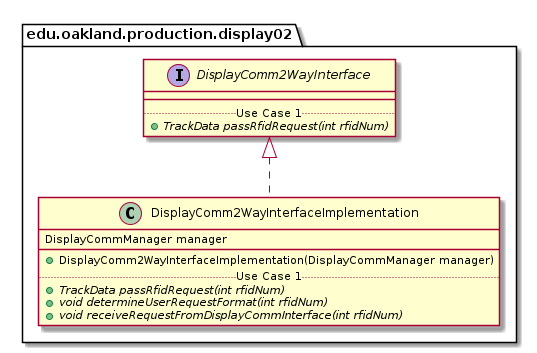 edu.oakland.production.display02
I DisplayComm2WayInterface
Use Case 1
TrackData passRfidRequest(int rfidNum)
C DisplayComm2WayInterfaceImplementation
DisplayCommManager manager
DisplayComm2WayInterfaceImplementation(DisplayCommManager manager)
Use Case 1
TrackData passRfidRequest(int rfidNum)
void determineUserRequestFormat(int rfidNum)
void receiveRequestFromDisplayCommInterface(int rfidNum)